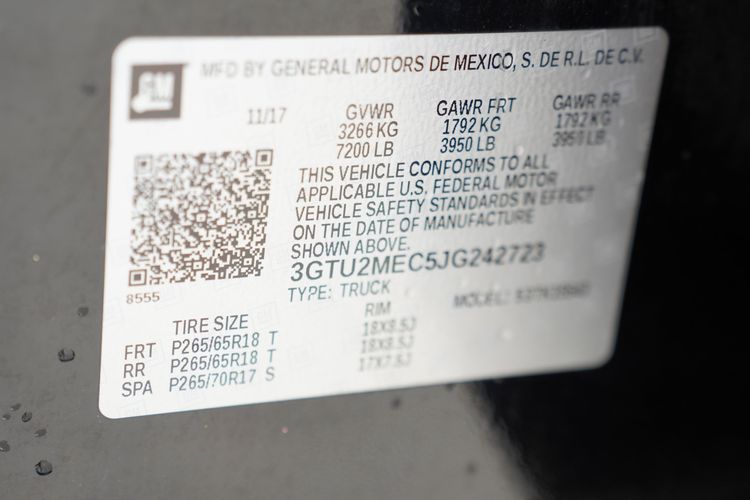 GM
MFD BY GENERAL MOTORS DE MEXICO, S. DE R.L. DE C.V.
11/17 GVWR GAWR FRT GAWR RR
3266 KG 1792 KG 1792 KG
7200 LB 3950 LB 3950 LB
THIS VEHICLE CONFORMS TO ALL
APPLICABLE U.S. FEDERAL MOTOR
VEHICLE SAFETY STANDARDS IN EFFECT
ON THE DATE OF MANUFACTURE
SHOWN ABOVE.
3GTU2MEC5JG242723
8555
TYPE: TRUCK MODEL:
TIRE SIZE RIM
FRT P265/65R18 T 18X8.5J
RR P265/65R18 T 18X8.5J
SPA P265/70R17 S 17X7.5J